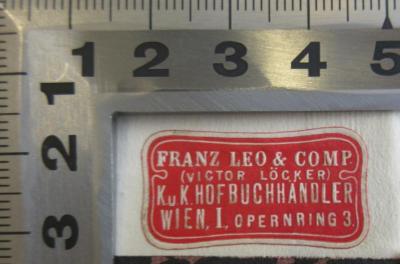 1 2 3 4 5
1
2
3
FRANZ LEO & COMP.
(VICTOR LÖCKER)
K.u.K.HOFBUCHHÄNDLER
WIEN, I., OPERNRING 3.